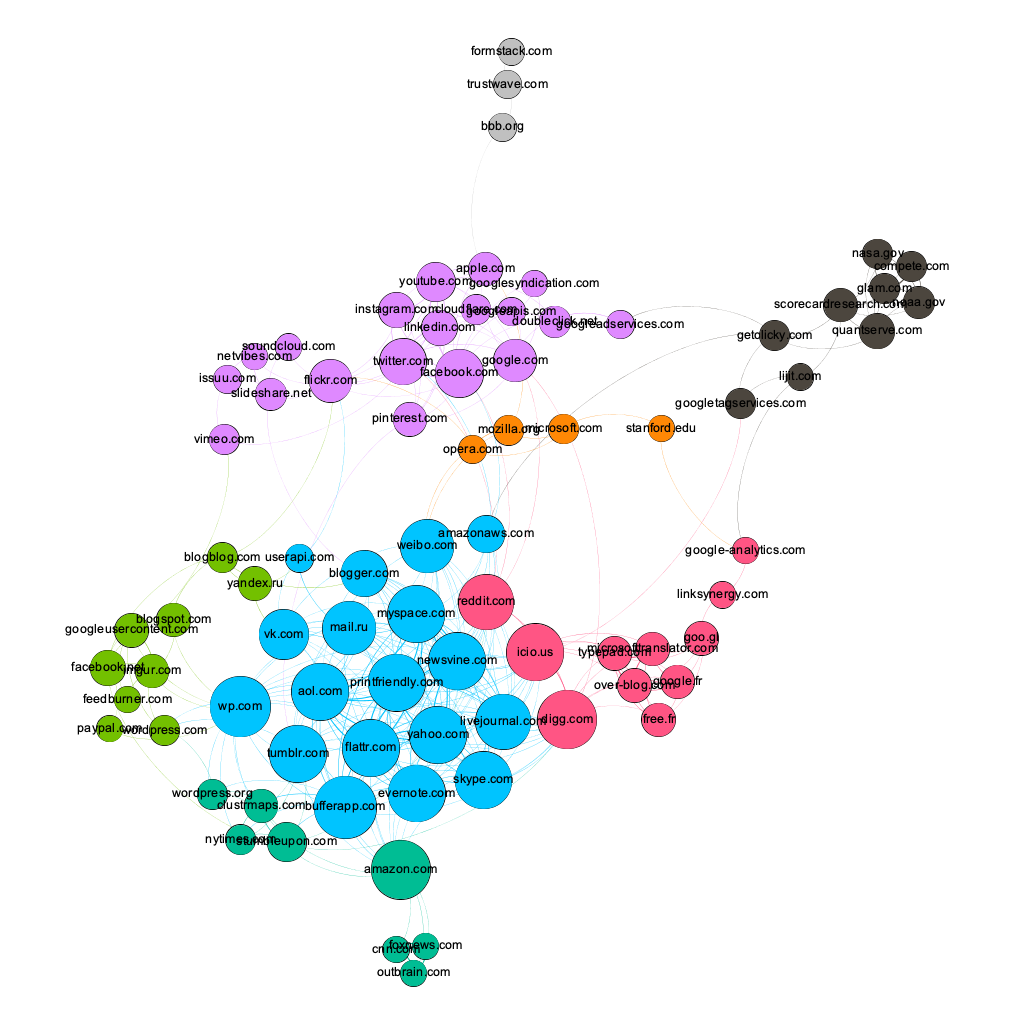 formstack.com
trustwave.com
bbb.org
nasa.gov
compete.com
apple.com
youtube.com
googlesyndication.com
glam.com
scorecardresearch.com
noaa.gov
instagram.com
cloudflare.com
googleapis.com
doubleclick.net
googleadservices.com
linkedin.com
quantserve.com
getclicky.com
soundcloud.com
netvibes.com
twitter.com
google.com
facebook.com
issuu.com
flickr.com
lijit.com
slideshare.net
googletagservices.com
pinterest.com
vimeo.com
mozilla.org
microsoft.com
stanford.edu
opera.com
amazonaws.com
weibo.com
google-analytics.com
blogblog.com
userapi.com
blogger.com
yandex.ru
linksynergy.com
reddit.com
myspace.com
blogspot.com
googleusercontent.com
mail.ru
vk.com
goo.gl
microsofttranslator.com
typepad.com
icio.us
newsvine.com
facebook.net
imgur.com
printfriendly.com
google.fr
over-blog.com
aol.com
feedburner.com
wp.com
livejournal.com
digg.com
free.fr
paypal.com
wordpress.com
yahoo.com
flattr.com
tumblr.com
skype.com
wordpress.org
evernote.com
clustrmaps.com
bufferapp.com
nytimes.com
stumbleupon.com
amazon.com
foxnews.com
cnn.com
outbrain.com